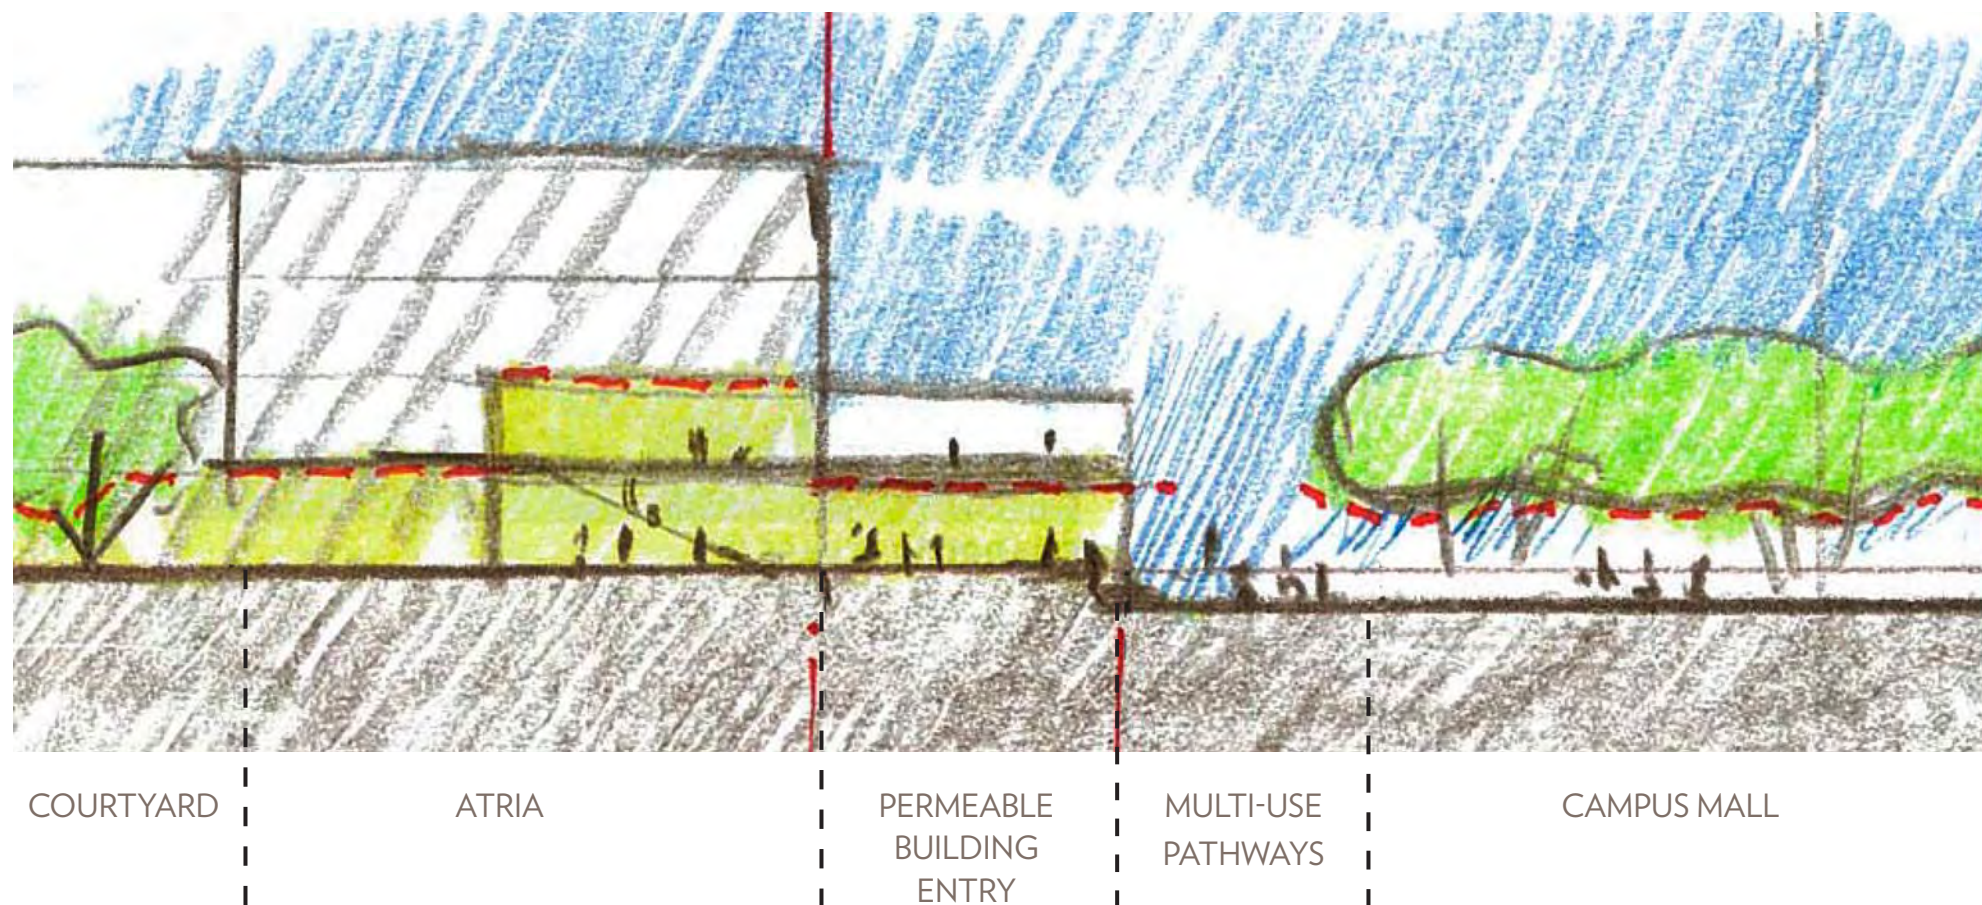 COURTYARD
ATRIA
PERMEABLE
BUILDING
ENTRY
MULTI-USE
PATHWAYS
CAMPUS MALL